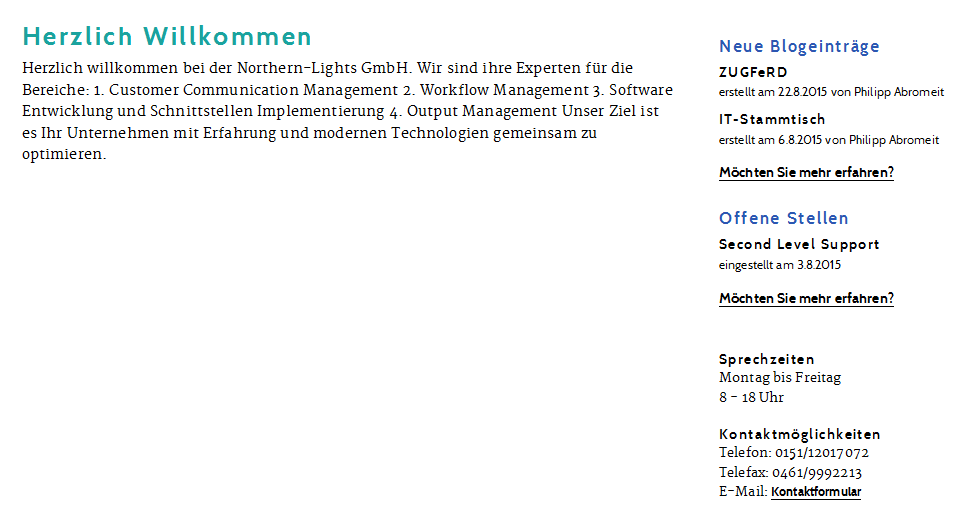 Herzlich Willkommen
Herzlich willkommen bei der Northern-Lights GmbH. Wir sind ihre Experten für die
Bereiche: 1. Customer Communication Management 2. Workflow Management 3. Software
Entwicklung und Schnittstellen Implementierung 4. Output Management Unser Ziel ist
es Ihr Unternehmen mit Erfahrung und modernen Technologien gemeinsam zu
optimieren.
Neue Blogeinträge
ZUGFeRD
erstellt am 22.8.2015 von Philipp Abromeit
IT-Stammtisch
erstellt am 6.8.2015 von Philipp Abromeit
Möchten Sie mehr erfahren?
Offene Stellen
Second Level Support
eingestellt am 3.8.2015
Möchten Sie mehr erfahren?
Sprechzeiten
Montag bis Freitag
8 - 18 Uhr
Kontaktmöglichkeiten
Telefon: 0151/12017072
Telefax: 0461/9992213
E-Mail: Kontaktformular